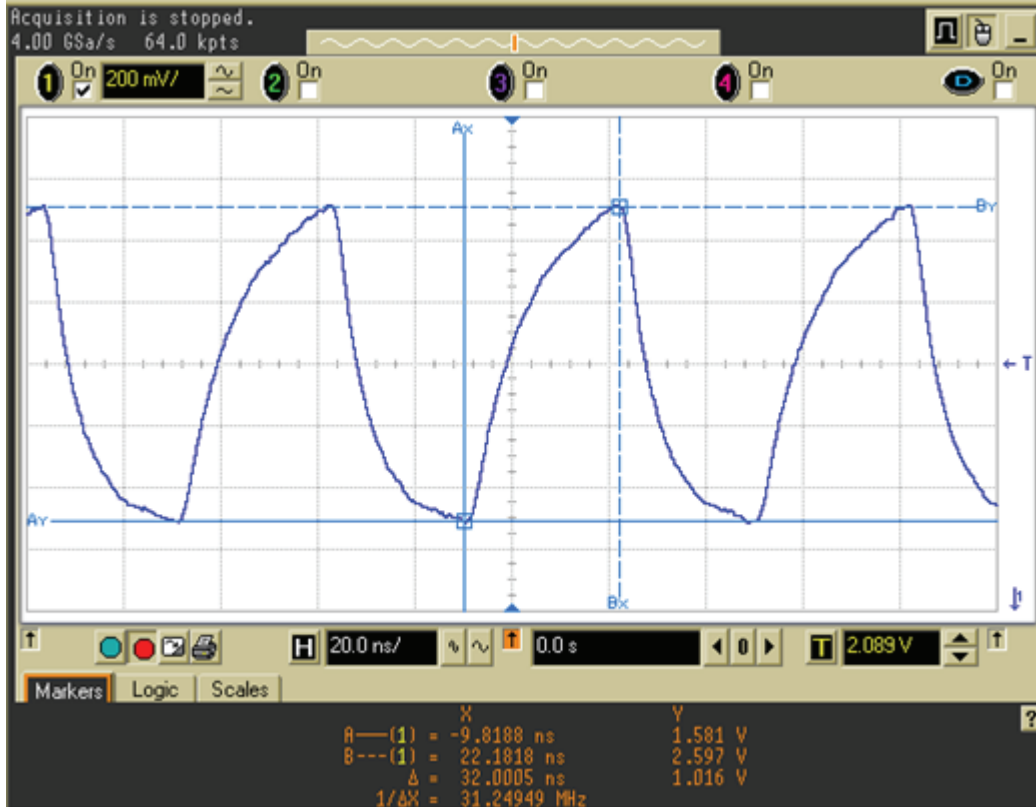 Acquisition is stopped.
4.00 GSa/s 64.0 kpts
1 On 200 mV/ 2 On 3 On 4 On D On
Ax
By
T
Ay
Bx
H 20.0 ns/ 0.0 s 0 T 2.089 V
Markers Logic Scales
X Y
A——(1) = -9.8188 ns 1.581 V
B---(1) = 22.1818 ns 2.597 V
Δ = 32.0005 ns 1.016 V
1/ΔX = 31.24949 MHz
?